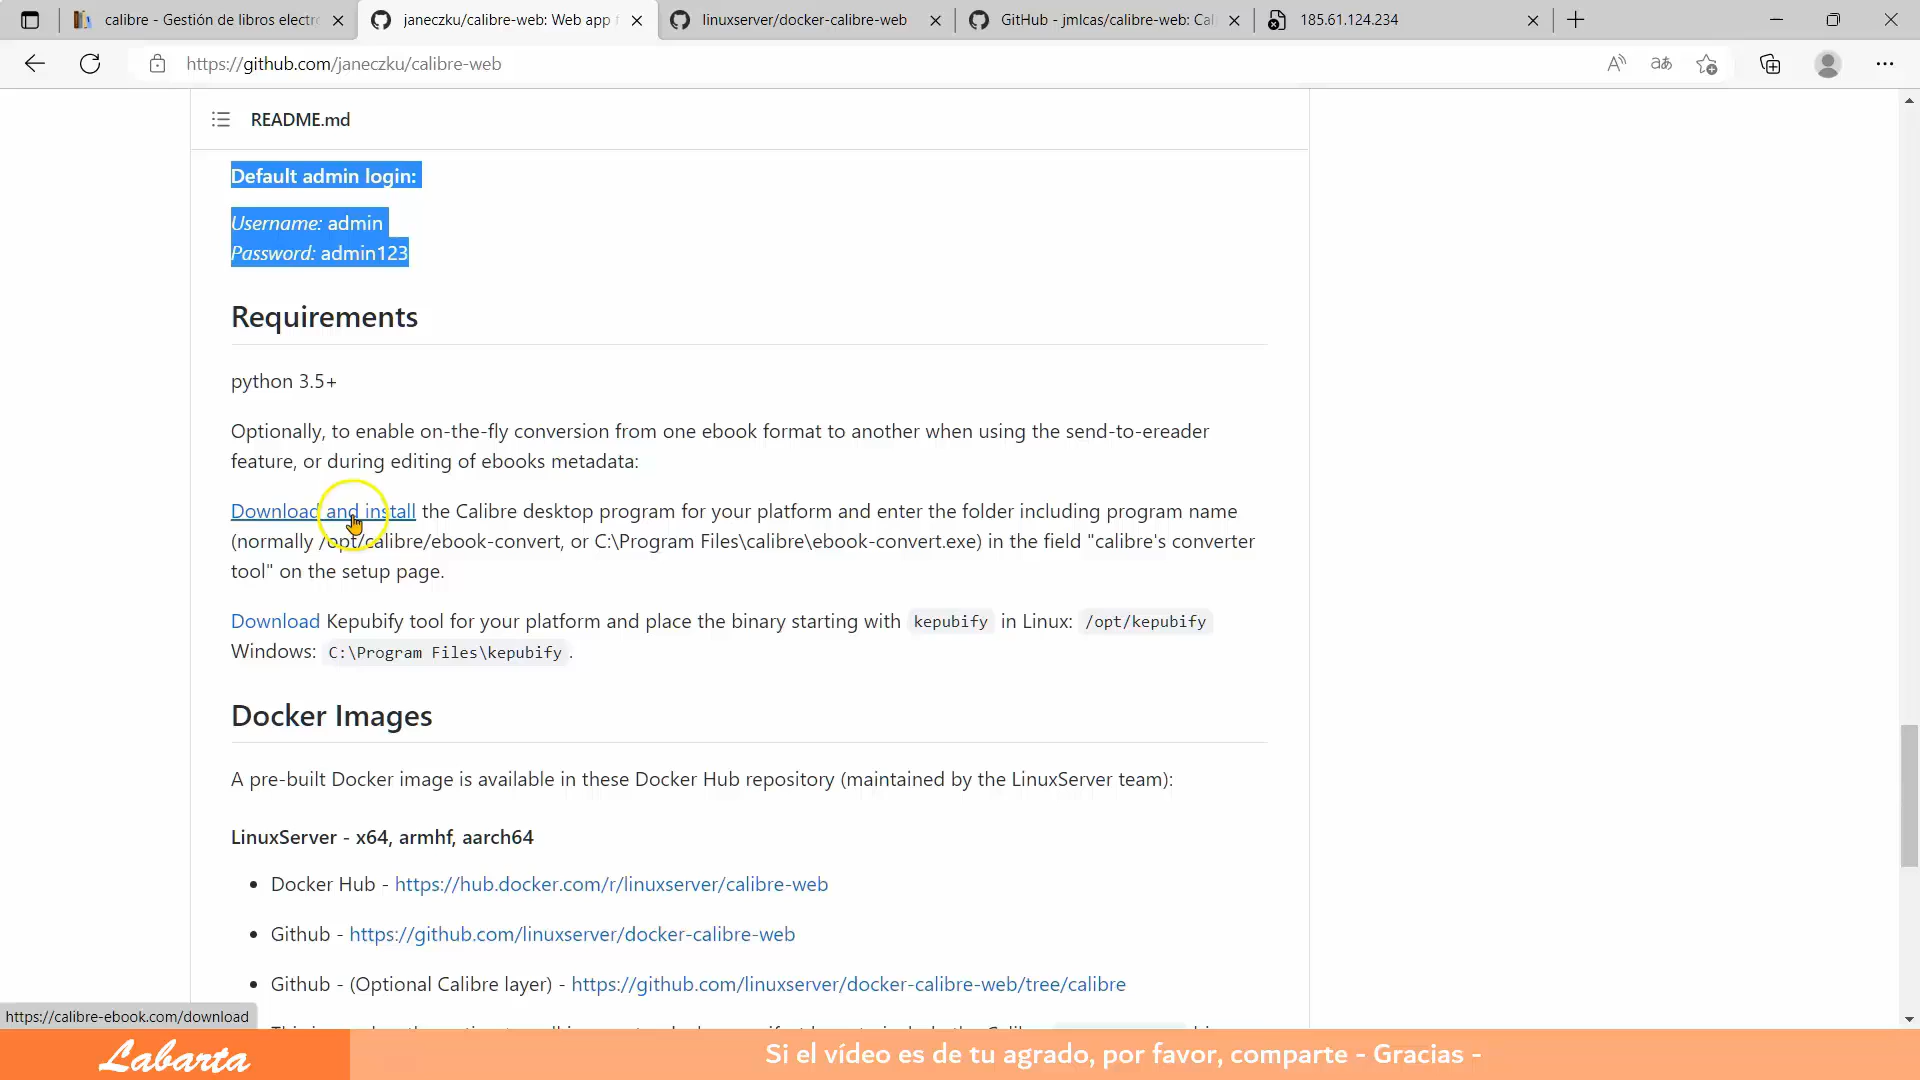 calibre - Gestión de libros electr
janeczku/calibre-web: Web app f
linuxserver/docker-calibre-web
GitHub - jmlcas/calibre-web: Cal
185.61.124.234
https://github.com/janeczku/calibre-web
README.md
Default admin login:
Username: admin
Password: admin123
Requirements
python 3.5+
Optionally, to enable on-the-fly conversion from one ebook format to another when using the send-to-ereader
feature, or during editing of ebooks metadata:
Download and install the Calibre desktop program for your platform and enter the folder including program name
(normally /opt/calibre/ebook-convert, or C:\Program Files\calibre\ebook-convert.exe) in the field "calibre's converter
tool" on the setup page.
Download Kepubify tool for your platform and place the binary starting with kepubify in Linux: /opt/kepubify
Windows: C:\Program Files\kepubify .
Docker Images
A pre-built Docker image is available in these Docker Hub repository (maintained by the LinuxServer team):
LinuxServer - x64, armhf, aarch64
• Docker Hub - https://hub.docker.com/r/linuxserver/calibre-web
• Github - https://github.com/linuxserver/docker-calibre-web
• Github - (Optional Calibre layer) - https://github.com/linuxserver/docker-calibre-web/tree/calibre
https://calibre-ebook.com/download
Labarta
Si el vídeo es de tu agrado, por favor, comparte - Gracias -